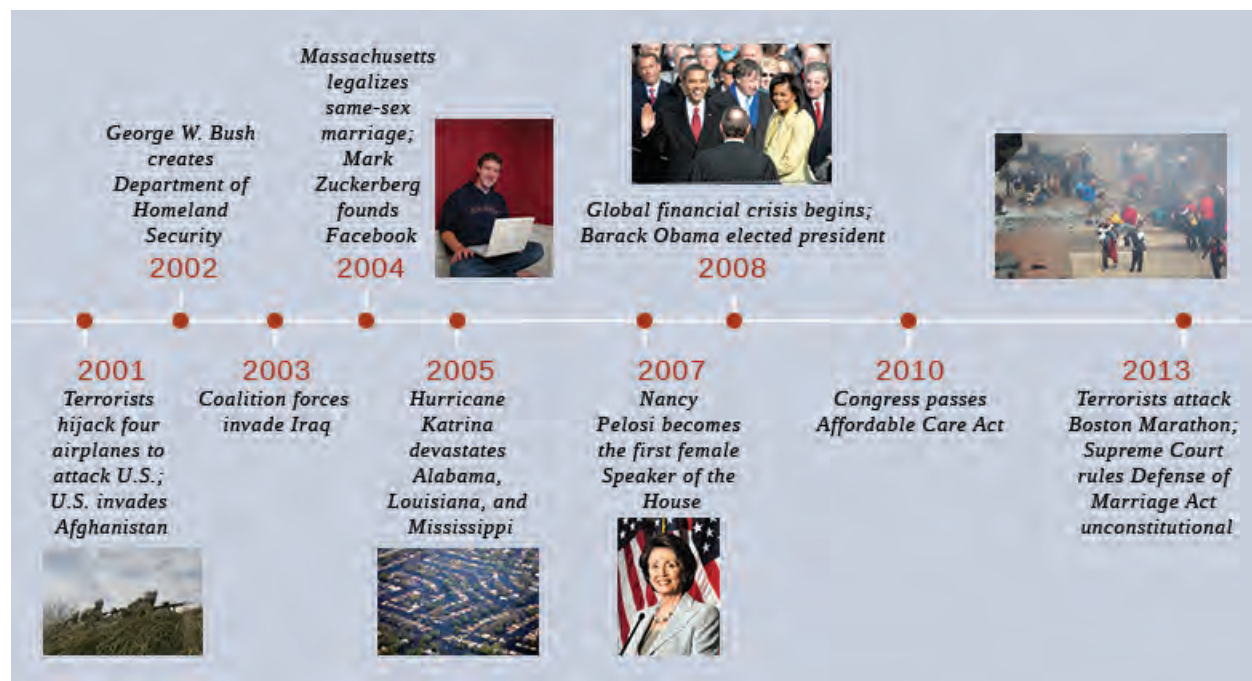 George W. Bush
creates
Department of
Homeland
Security
2002
Massachusetts
legalizes
same-sex
marriage;
Mark
Zuckerberg
founds
Facebook
2004
Global financial crisis begins;
Barack Obama elected president
2008
2001
Terrorists
hijack four
airplanes to
attack U.S.;
U.S. invades
Afghanistan
2003
Coalition forces
invade Iraq
2005
Hurricane
Katrina
devastates
Alabama,
Louisiana, and
Mississippi
2007
Nancy
Pelosi becomes
the first female
Speaker of the
House
2010
Congress passes
Affordable Care Act
2013
Terrorists attack
Boston Marathon;
Supreme Court
rules Defense of
Marriage Act
unconstitutional